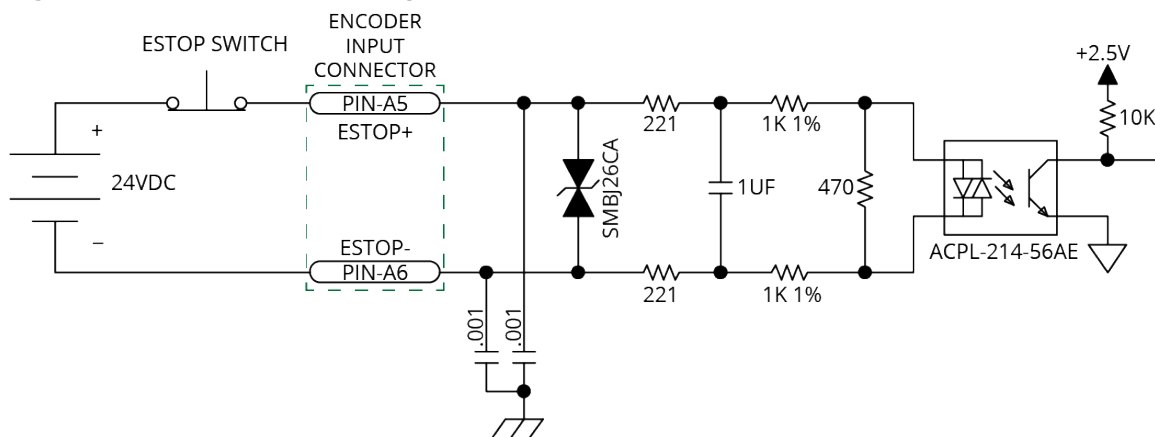 ENCODER
INPUT
CONNECTOR
ESTOP SWITCH
+2.5V
PIN-A5
ESTOP+
221
1K 1%
10K
+
24VDC
SMBJ26CA
1UF
470
−
ESTOP-
PIN-A6
ACPL-214-56AE
221
1K 1%
.001
.001